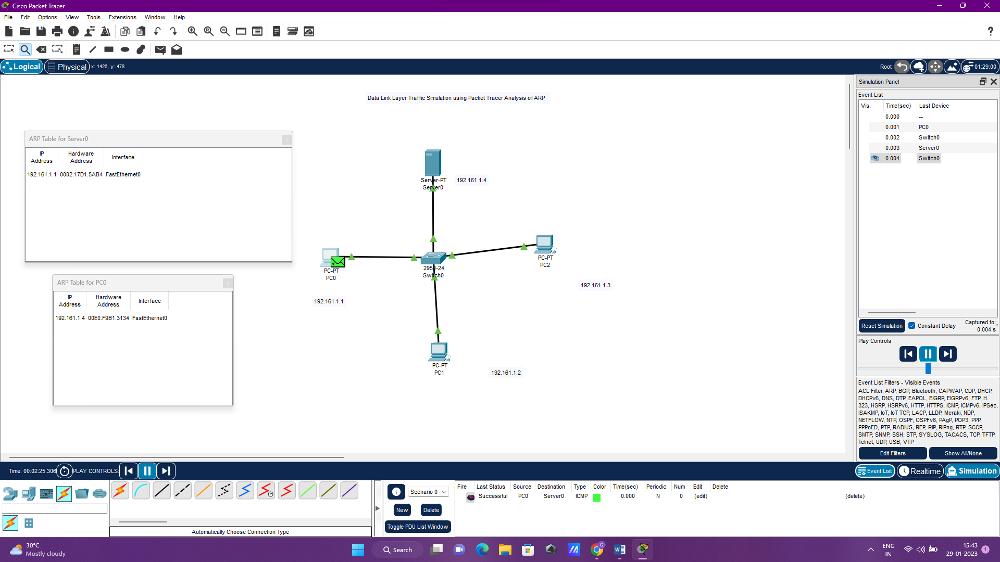 Cisco Packet Tracer
File Edit Options View Tools Extensions Window Help
Logical Physical x: 1426, y: 478
Root 01:29:00
Data Link Layer Traffic Simulation using Packet Tracer Analysis of ARP
ARP Table for Server0
IP Address Hardware Address Interface
192.161.1.1 0002.17D1.5AB4 FastEthernet0
ARP Table for PC0
IP Address Hardware Address Interface
192.161.1.4 00E0.F9B1.3134 FastEthernet0
Server-PT
Server0
192.161.1.4
PC-PT
PC0
192.161.1.1
2950-24
Switch0
PC-PT
PC2
192.161.1.3
PC-PT
PC1
192.161.1.2
Simulation Panel
Event List
Vis. Time(sec) Last Device
0.000 --
0.001 PC0
0.002 Switch0
0.003 Server0
0.004 Switch0
Reset Simulation Constant Delay Captured to:
0.004 s
Play Controls
Event List Filters - Visible Events
ACL Filter, ARP, BGP, Bluetooth, CAPWAP, CDP, DHCP,
DHCPv6, DNS, DTP, EAPOL, EIGRP, EIGRPv6, FTP, H.
323, HSRP, HSRPv6, HTTP, HTTPS, ICMP, ICMPv6, IPSec,
ISAKMP, IoT, IoT TCP, LACP, LLDP, Meraki, NDP,
NETFLOW, NTP, OSPF, OSPFv6, PAgP, POP3, PPP,
PPPoED, PTP, RADIUS, REP, RIP, RIPng, RTP, SCCP,
SMTP, SNMP, SSH, STP, SYSLOG, TACACS, TCP, TFTP,
Telnet, UDP, USB, VTP
Edit Filters Show All/None
Time: 00:02:25.306 PLAY CONTROLS:
Event List Realtime Simulation
Automatically Choose Connection Type
Scenario 0
New Delete
Toggle PDU List Window
Fire Last Status Source Destination Type Color Time(sec) Periodic Num Edit Delete
Successful PC0 Server0 ICMP 0.000 N 0 (edit) (delete)
30°C
Mostly cloudy
Search
ENG
IN
15:43
29-01-2023
1